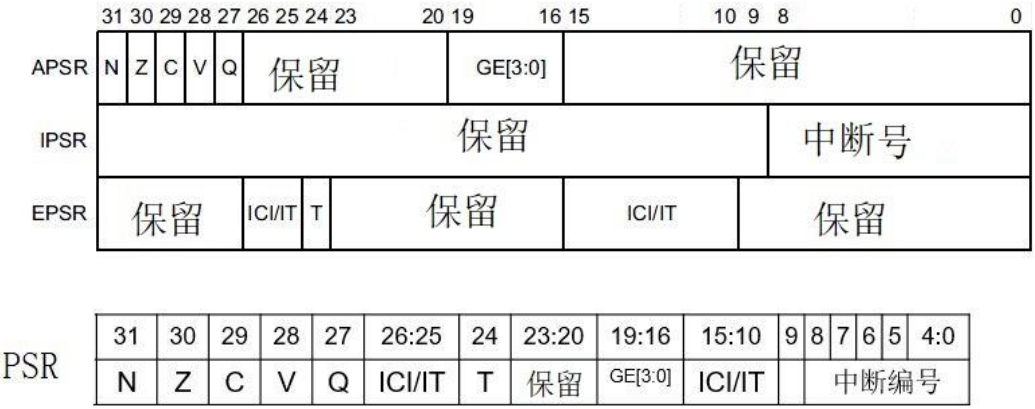 31 30 29 28 27 26 25 24 23 20 19 16 15 10 9 8 0
APSR N Z C V Q 保留 GE[3:0] 保留
IPSR 保留 中断号
EPSR 保留 ICI/IT T 保留 ICI/IT 保留
31 30 29 28 27 26:25 24 23:20 19:16 15:10 9 8 7 6 5 4:0
PSR N Z C V Q ICI/IT T 保留 GE[3:0] ICI/IT 中断编号